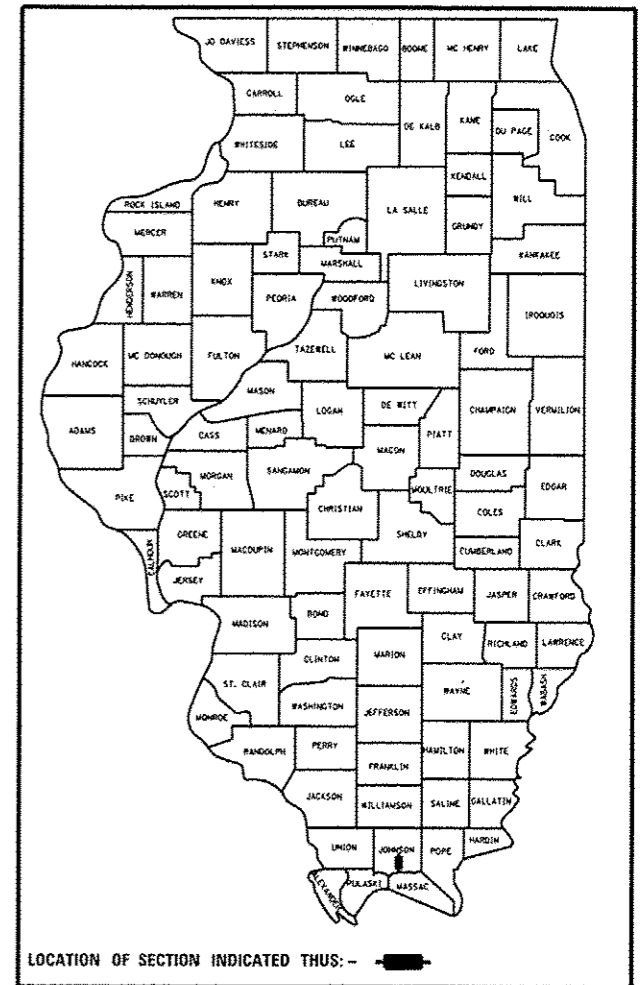 JO DAVIESS STEPHENSON WINNEBAGO BOONE MC HENRY LAKE
CARROLL OGLE DE KALB KANE DU PAGE COOK
WHITESIDE LEE KENDALL WILL
ROCK ISLAND HENRY BUREAU LA SALLE GRUNDY
MERCER PUTNAM KANKAKEE
STARK MARSHALL
HENDERSON WARREN KNOX PEORIA WOODFORD LIVINGSTON IROQUOIS
HANCOCK MC DONOUGH FULTON TAZEWELL MC LEAN FORD
SCHUYLER MASON LOGAN DE WITT CHAMPAIGN VERMILION
ADAMS BROWN CASS MENARD MACON PIATT
PIKE SCOTT MORGAN SANGAMON CHRISTIAN MOULTRIE DOUGLAS EDGAR
COLES
CALHOUN GREENE MACOUPIN MONTGOMERY SHELBY CUMBERLAND CLARK
JERSEY
MADISON BOND FAYETTE EFFINGHAM JASPER CRAWFORD
CLINTON MARION CLAY RICHLAND LAWRENCE
ST. CLAIR WASHINGTON JEFFERSON WAYNE EDWARDS WABASH
MONROE
RANDOLPH PERRY FRANKLIN HAMILTON WHITE
JACKSON WILLIAMSON SALINE GALLATIN
UNION JOHNSON POPE HARDIN
ALEXANDER PULASKI MASSAC
LOCATION OF SECTION INDICATED THUS: -